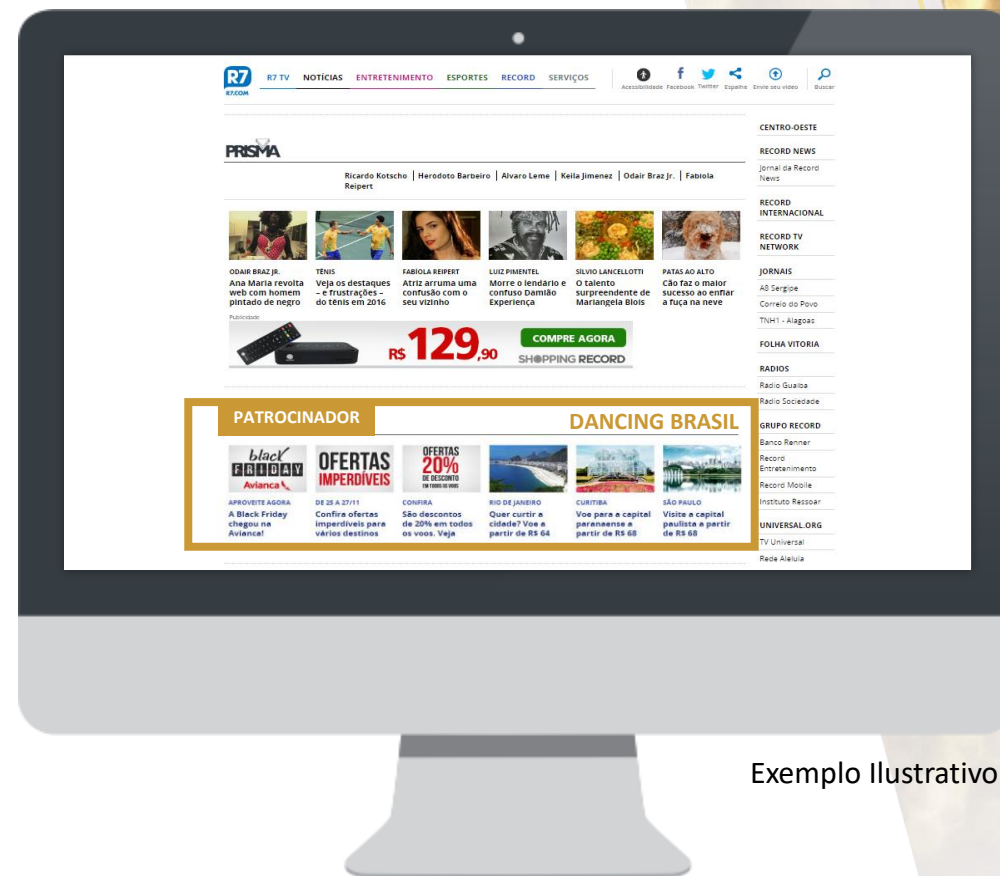 R7
R7.COM
R7 TV NOTÍCIAS ENTRETENIMENTO ESPORTES RECORD SERVIÇOS
Acessibilidade Facebook Twitter Espalhe Envie seu vídeo Buscar
PRISMA
Ricardo Kotscho | Heródoto Barbeiro | Alvaro Leme | Keila Jimenez | Odair Braz Jr. | Fabíola
Reipert
ODAIR BRAZ JR.
Ana Maria revolta
web com homem
pintado de negro
TÊNIS
Veja os destaques
– e frustrações –
do tênis em 2016
FABÍOLA REIPERT
Atriz arruma uma
confusão com o
seu vizinho
LUIZ PIMENTEL
Morre o lendário e
confuso Damião
Experiença
SILVIO LANCELLOTTI
O talento
surpreendente de
Mariangela Blois
PATAS AO ALTO
Cão faz o maior
sucesso ao enfiar
a fuça na neve
Publicidade
R$ 129,90
COMPRE AGORA
SHOPPING RECORD
PATROCINADOR
DANCING BRASIL
black
FRIDAY
Avianca
APROVEITE AGORA
A Black Friday
chegou na
Avianca!
OFERTAS
IMPERDÍVEIS
DE 25 A 27/11
Confira ofertas
imperdíveis para
vários destinos
OFERTAS
20%
DE DESCONTO
EM TODOS OS VOOS
CONFIRA
São descontos
de 20% em todos
os voos. Veja
RIO DE JANEIRO
Quer curtir a
cidade? Voe a
partir de R$ 64
CURITIBA
Voe para a capital
paranaense a
partir de R$ 68
SÃO PAULO
Visite a capital
paulista a partir
de R$ 68
CENTRO-OESTE
RECORD NEWS
Jornal da Record
News
RECORD
INTERNACIONAL
RECORD TV
NETWORK
JORNAIS
A8 Sergipe
Correio do Povo
TNH1 - Alagoas
FOLHA VITORIA
RADIOS
Rádio Guaíba
Rádio Sociedade
GRUPO RECORD
Banco Renner
Record
Entretenimento
Record Mobile
Instituto Ressoar
UNIVERSAL.ORG
TV Universal
Rede Aleluia
Exemplo Ilustrativo